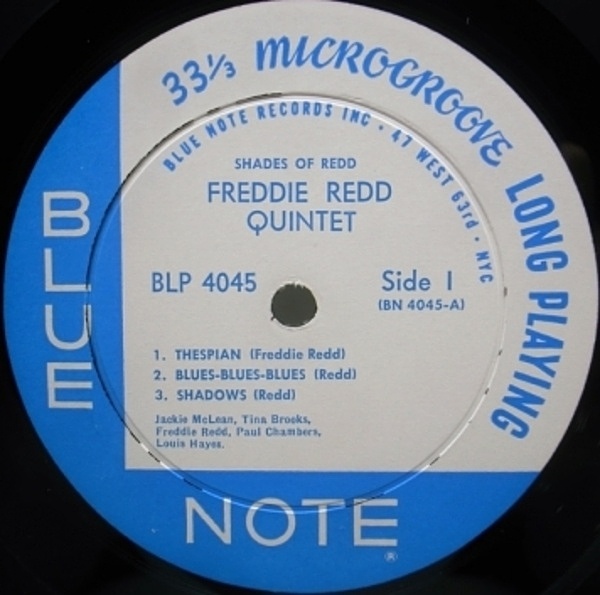 33⅓ MICROGROOVE LONG PLAYING
BLUE NOTE RECORDS INC • 47 WEST 63rd • NYC
SHADES OF REDD
FREDDIE REDD
QUINTET
BLP 4045
Side 1
(BN 4045-A)
1. THESPIAN (Freddie Redd)
2. BLUES-BLUES-BLUES (Redd)
3. SHADOWS (Redd)
Jackie McLean, Tina Brooks,
Freddie Redd, Paul Chambers,
Louis Hayes.
BLUE
NOTE
®